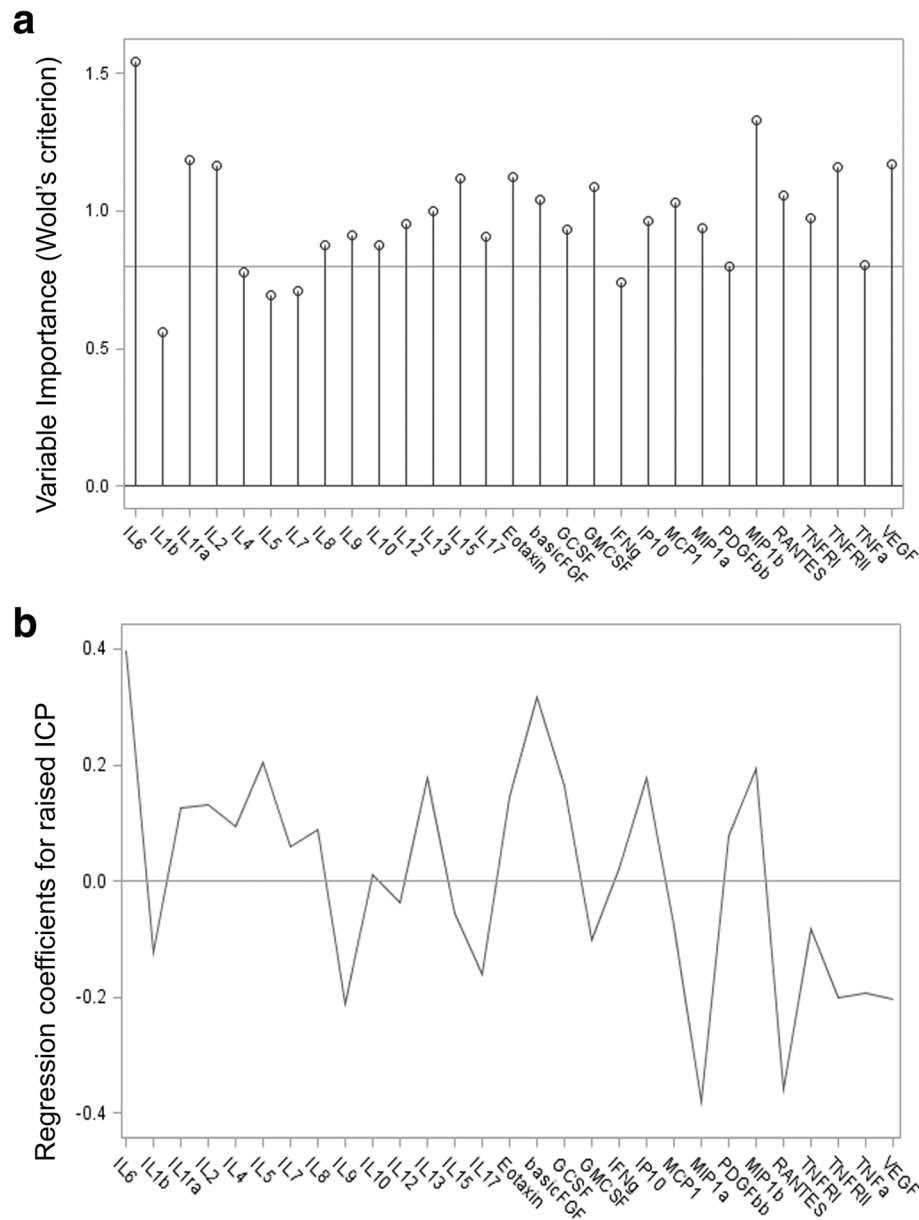 a
Variable Importance (Wold's criterion)
1.5
1.0
0.5
0.0
IL6 IL1b IL1ra IL2 IL4 IL5 IL7 IL8 IL9 IL10 IL12 IL13 IL15 IL17 Eotaxin basicFGF GCSF GMCSF IFNg IP10 MCP1 MIP1a PDGFbb MIP1b RANTES TNFRI TNFRII TNFa VEGF
b
Regression coefficients for raised ICP
0.4
0.2
0.0
-0.2
-0.4
IL6 IL1b IL1ra IL2 IL4 IL5 IL7 IL8 IL9 IL10 IL12 IL13 IL15 IL17 Eotaxin basicFGF GCSF GMCSF IFNg IP10 MCP1 MIP1a PDGFbb MIP1b RANTES TNFRI TNFRII TNFa VEGF